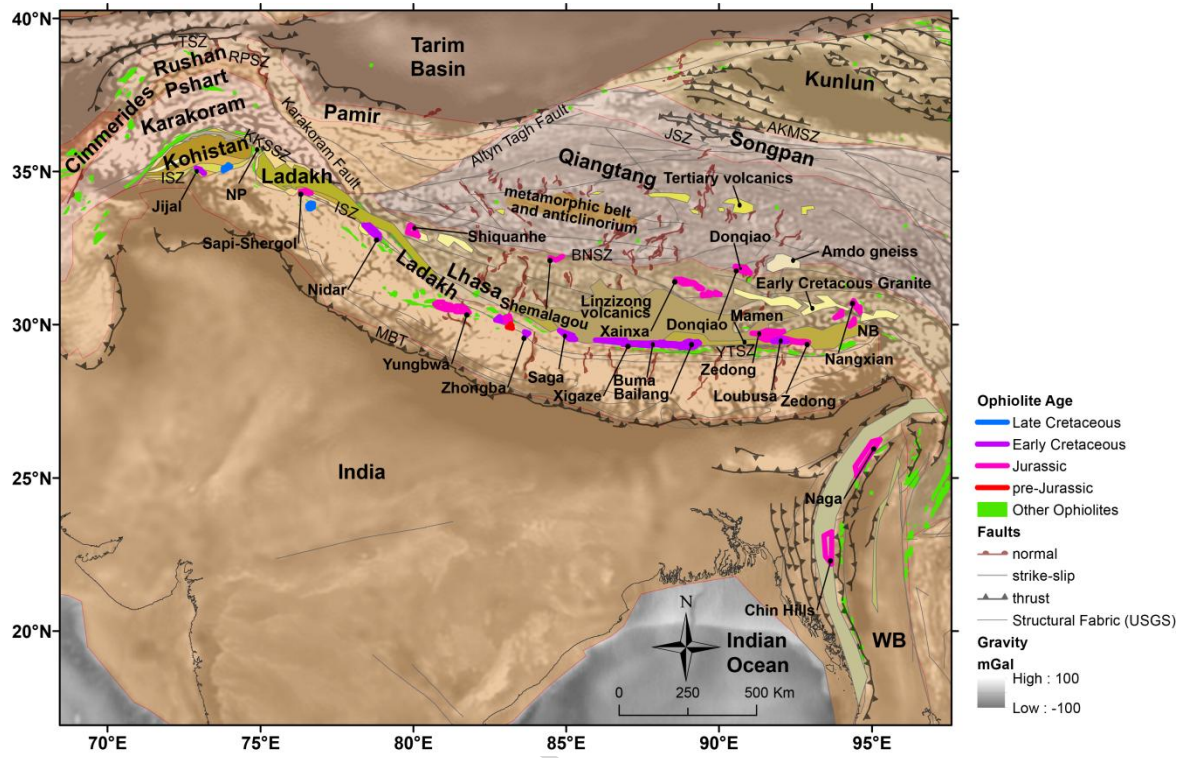 40°N
35°N
30°N
25°N
20°N
70°E
75°E
80°E
85°E
90°E
95°E
TSZ
Rushan
RPSZ
Pshart
Karakoram
Cimmerides
Tarim
Basin
Kunlun
Pamir
Karakoram Fault
Altyn Tagh Fault
AKMSZ
JSZ
Songpan
KKSSZ
Kohistan
ISZ
NP
Jijal
Ladakh
ISZ
Sapi-Shergol
Qiangtang
Tertiary volcanics
metamorphic belt
and anticlinorium
Donqiao
Shiquanhe
Amdo gneiss
BNSZ
Nidar
Ladakh
Lhasa
Shemalagou
Early Cretacous Granite
Linzizong
volcanics
Xainxa
Donqiao
Mamen
NB
MBT
YTSZ
Nangxian
Yungbwa
Zhongba
Saga
Xigaze
Buma
Bailang
Zedong
Loubusa
Zedong
India
Naga
Chin Hills
WB
N
Indian
Ocean
0 250 500 Km
Ophiolite Age
Late Cretaceous
Early Cretaceous
Jurassic
pre-Jurassic
Other Ophiolites
Faults
normal
strike-slip
thrust
Structural Fabric (USGS)
Gravity
mGal
High : 100
Low : -100